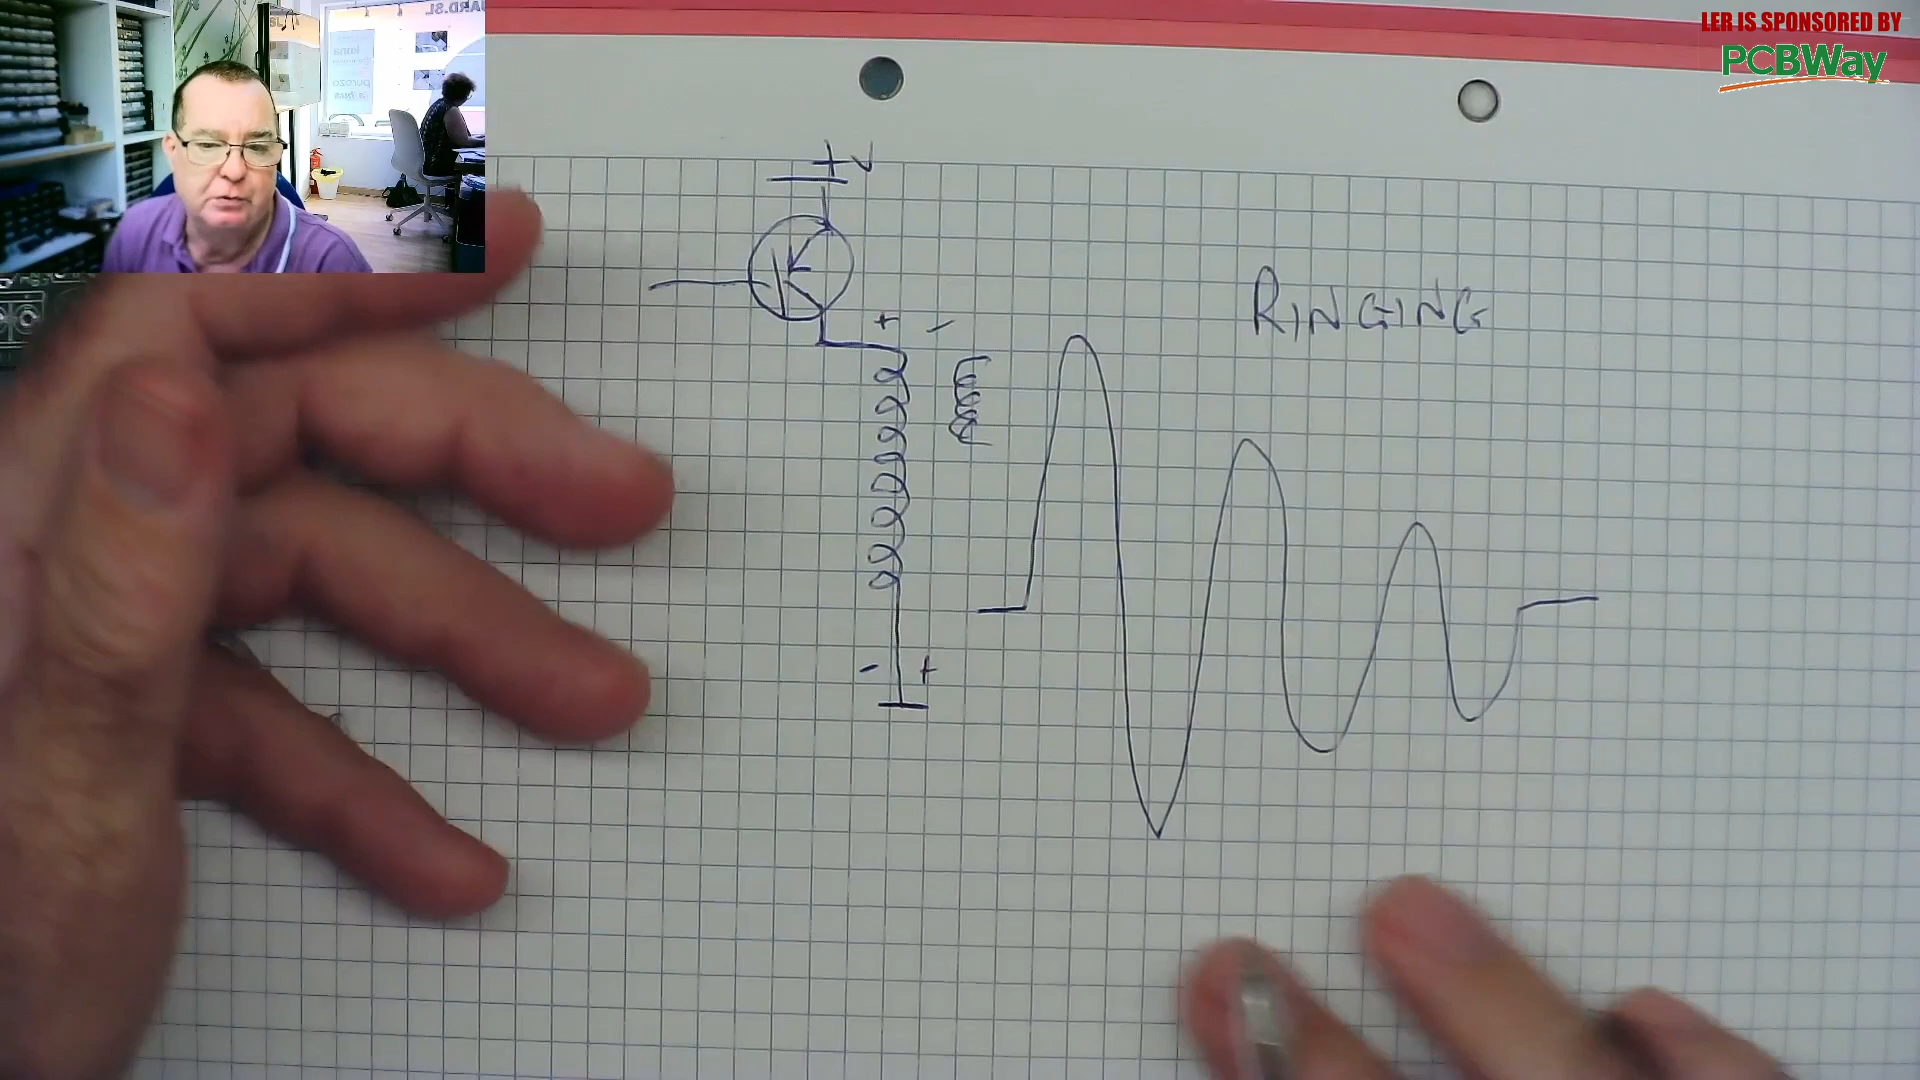 LER IS SPONSORED BY
PCBWay
+V
RINGING
+ -
- +